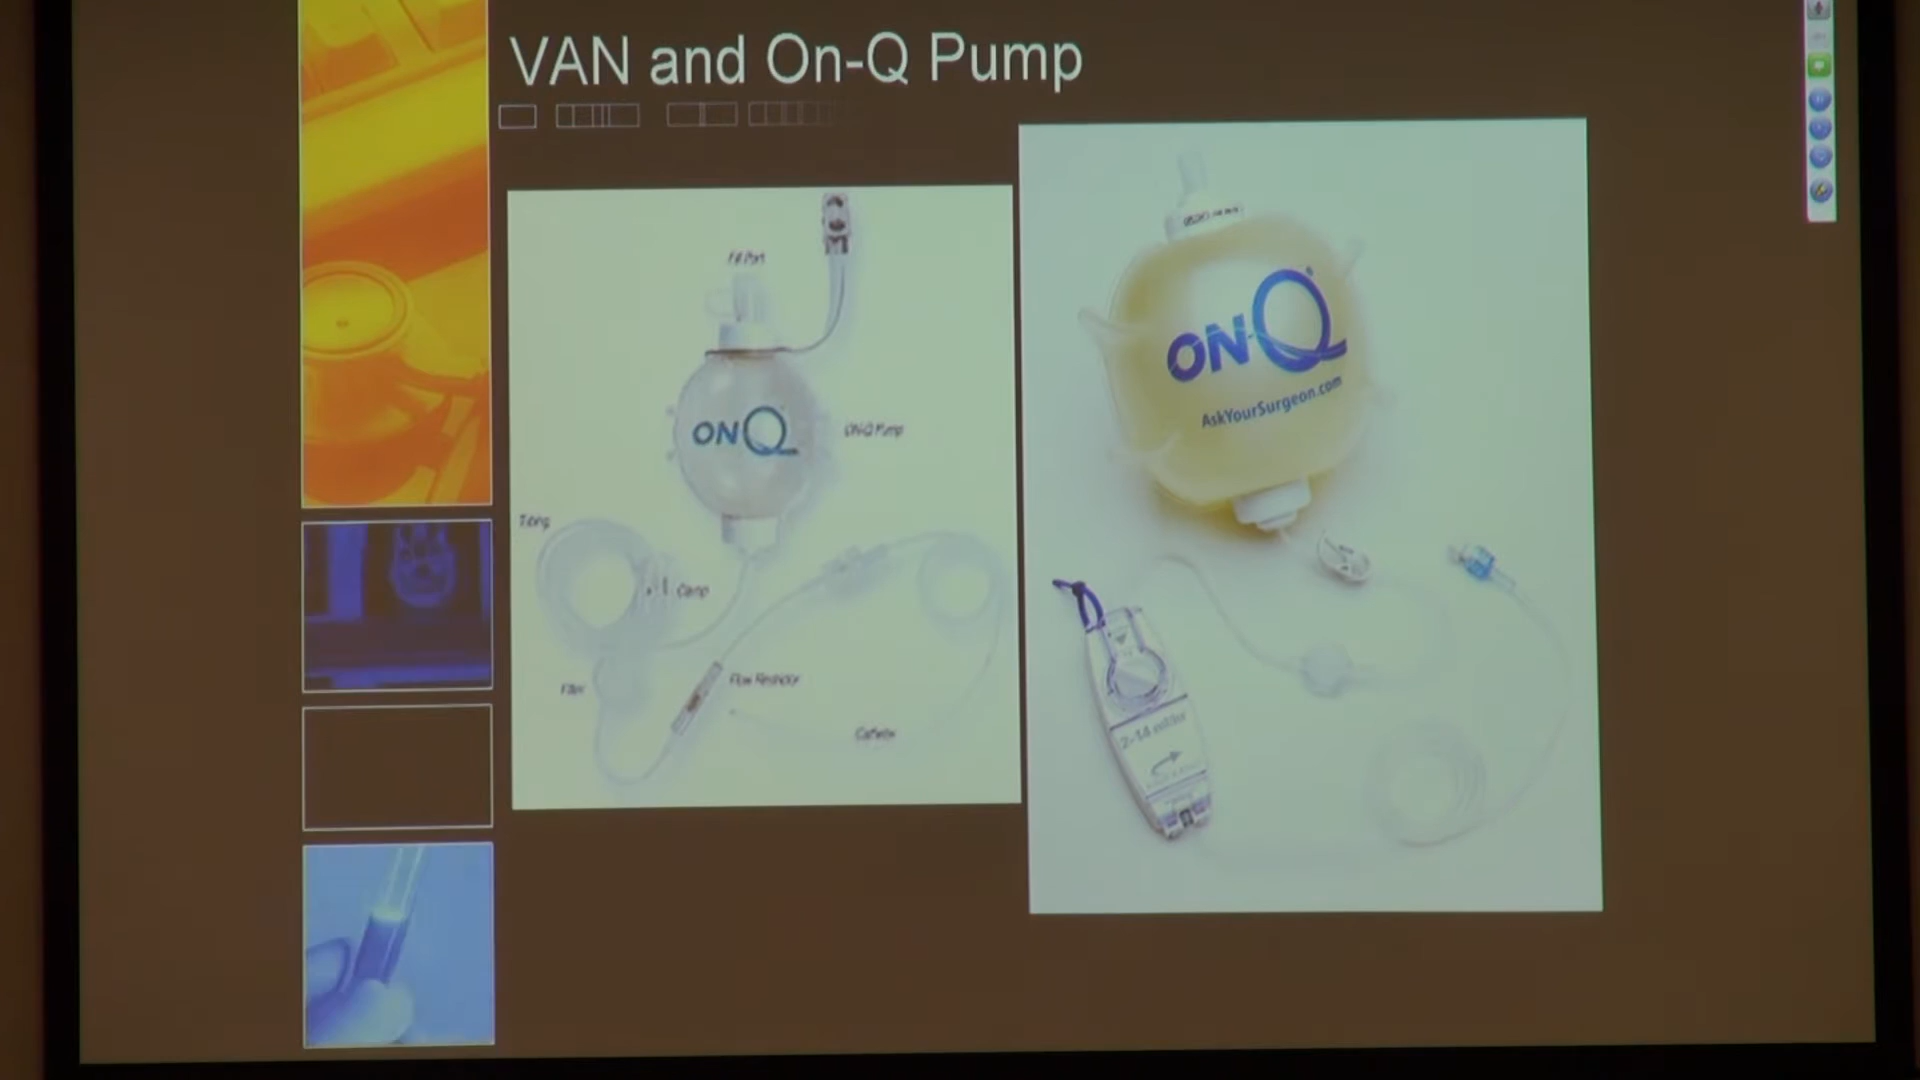 VAN and On-Q Pump
Fill Port
ON-Q
ON-Q Pump
Tubing
Clamp
Filter
Flow Restrictor
Catheter
ON-Q
AskYourSurgeon.com
2-14 ml/hr